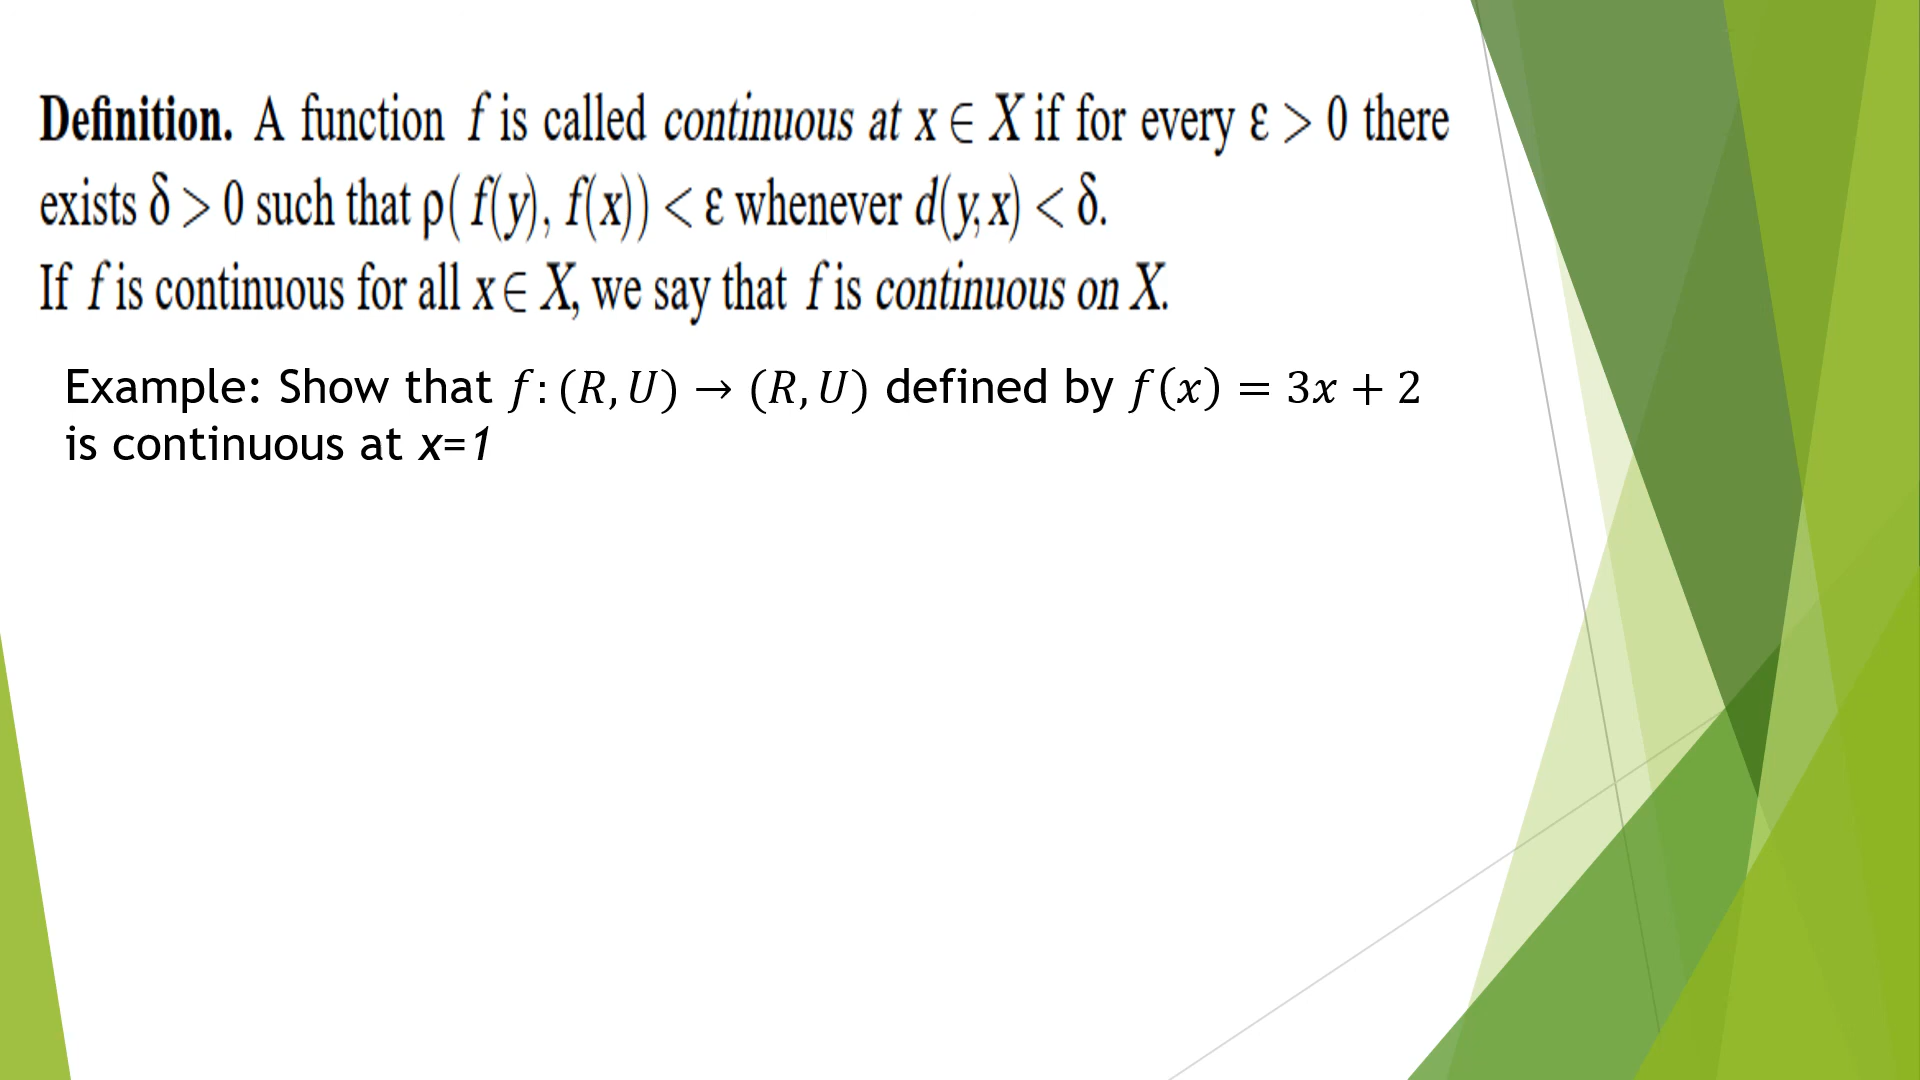 Definition. A function f is called continuous at x ∈ X if for every ε > 0 there
exists δ > 0 such that ρ( f(y), f(x)) < ε whenever d(y, x) < δ.
If f is continuous for all x ∈ X, we say that f is continuous on X.
Example: Show that f: (R, U) → (R, U) defined by f(x) = 3x + 2
is continuous at x=1